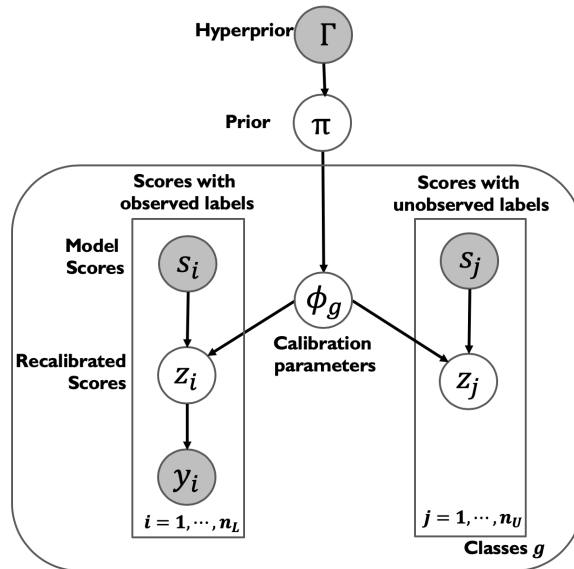 Hyperprior
Γ
Prior
π
Scores with
observed labels
Scores with
unobserved labels
Model
Scores
s_i
s_j
ϕ_g
Calibration
parameters
Recalibrated
Scores
z_i
z_j
y_i
i = 1, ⋯, n_L
j = 1, ⋯, n_U
Classes g